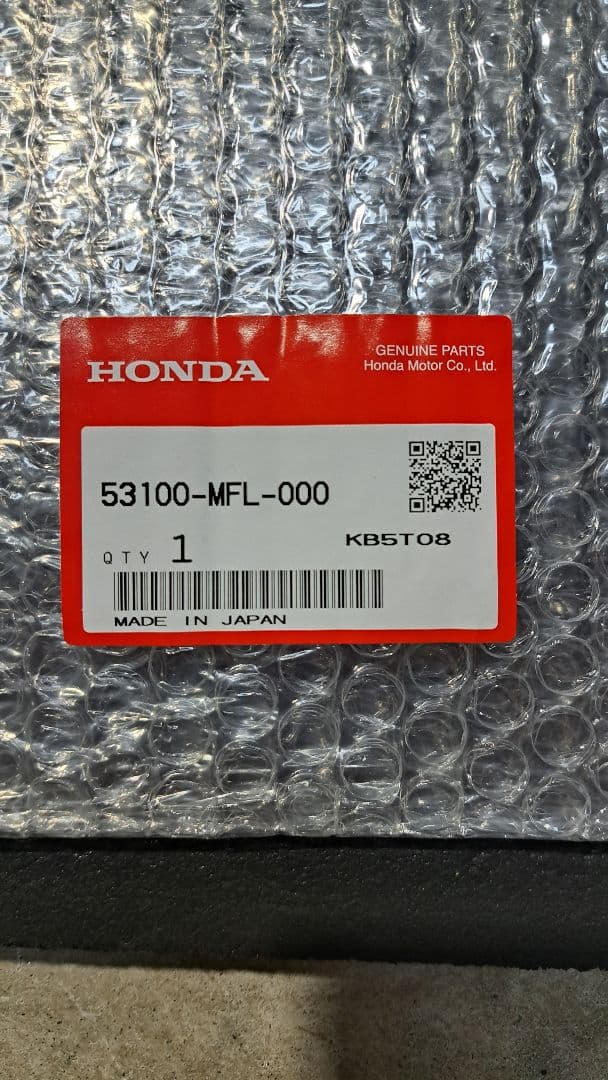 HONDA
GENUINE PARTS
Honda Motor Co., Ltd.
53100-MFL-000
KB5T08
QTY 1
MADE IN JAPAN